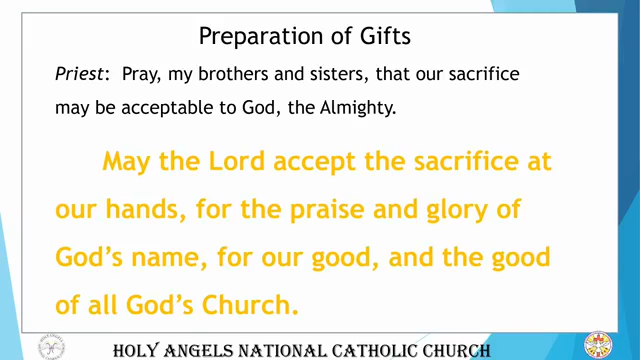 Preparation of Gifts
Priest: Pray, my brothers and sisters, that our sacrifice
may be acceptable to God, the Almighty.
May the Lord accept the sacrifice at
our hands, for the praise and glory of
God's name, for our good, and the good
of all God's Church.
HOLY ANGELS NATIONAL CATHOLIC CHURCH